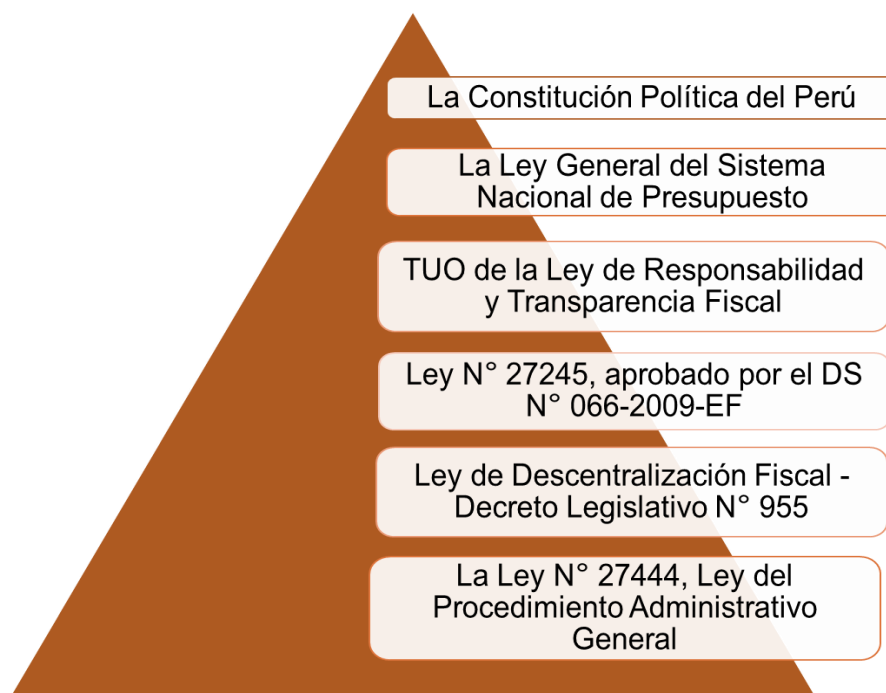 La Constitución Política del Perú
La Ley General del Sistema
Nacional de Presupuesto
TUO de la Ley de Responsabilidad
y Transparencia Fiscal
Ley N° 27245, aprobado por el DS
N° 066-2009-EF
Ley de Descentralización Fiscal -
Decreto Legislativo N° 955
La Ley N° 27444, Ley del
Procedimiento Administrativo
General